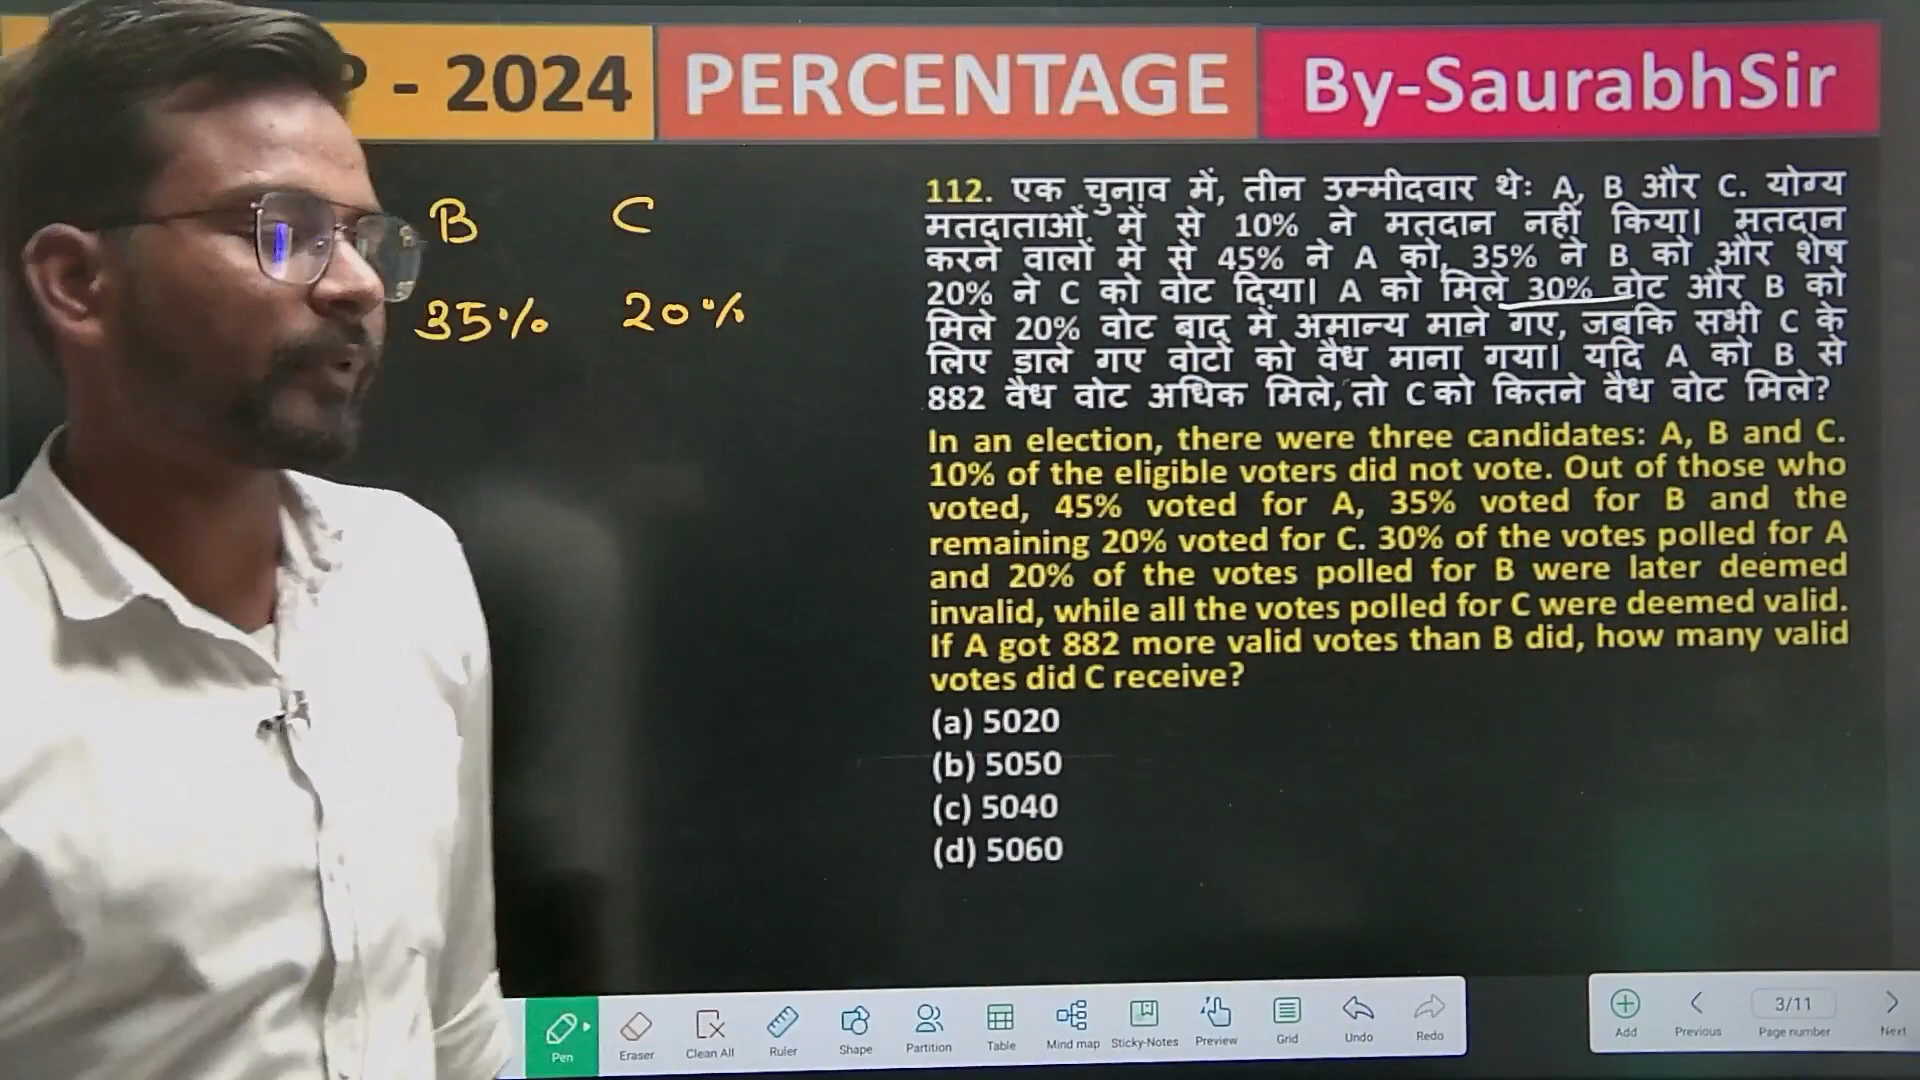 P - 2024 PERCENTAGE By-SaurabhSir
B C
35% 20%
112. एक चुनाव में, तीन उम्मीदवार थेः A, B और C. योग्य
मतदाताओं में से 10% ने मतदान नहीं किया। मतदान
करने वालों मे से 45% ने A को, 35% ने B को और शेष
20% ने C को वोट दिया। A को मिले 30% वोट और B को
मिले 20% वोट बाद में अमान्य माने गए, जबकि सभी C के
लिए डाले गए वोटो को वैध माना गया। यदि A को B से
882 वैध वोट अधिक मिले, तो C को कितने वैध वोट मिले?
In an election, there were three candidates: A, B and C.
10% of the eligible voters did not vote. Out of those who
voted, 45% voted for A, 35% voted for B and the
remaining 20% voted for C. 30% of the votes polled for A
and 20% of the votes polled for B were later deemed
invalid, while all the votes polled for C were deemed valid.
If A got 882 more valid votes than B did, how many valid
votes did C receive?
(a) 5020
(b) 5050
(c) 5040
(d) 5060
Pen Eraser Clean All Ruler Shape Partition Table Mind map Sticky-Notes Preview Grid Undo Redo
3/11
Add Previous Page number Next